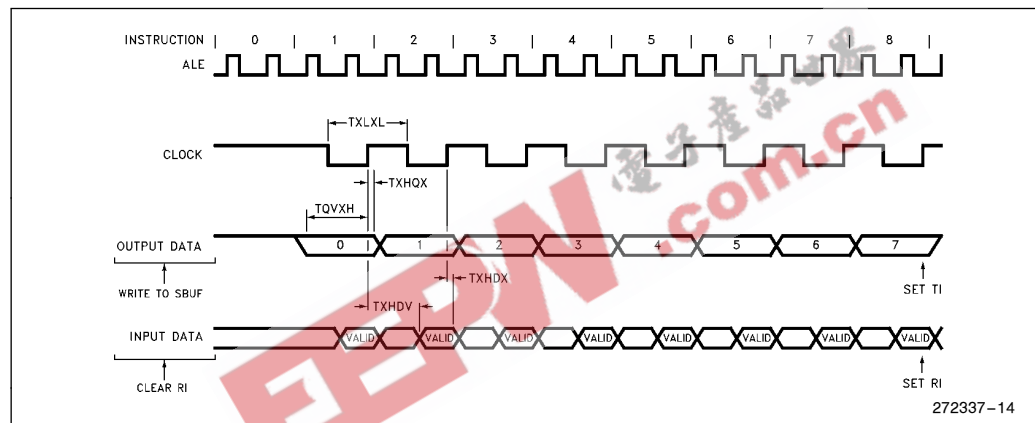 INSTRUCTION | 0 | 1 | 2 | 3 | 4 | 5 | 6 | 7 | 8 |
ALE
TXLXL
CLOCK
TXHQX
TQVXH
OUTPUT DATA 0 1 2 3 4 5 6 7
WRITE TO SBUF
TXHDX
SET TI
TXHDV
INPUT DATA VALID VALID VALID VALID VALID VALID VALID VALID
CLEAR RI
SET RI
272337-14
電子產品世界
EEPW.com.cn